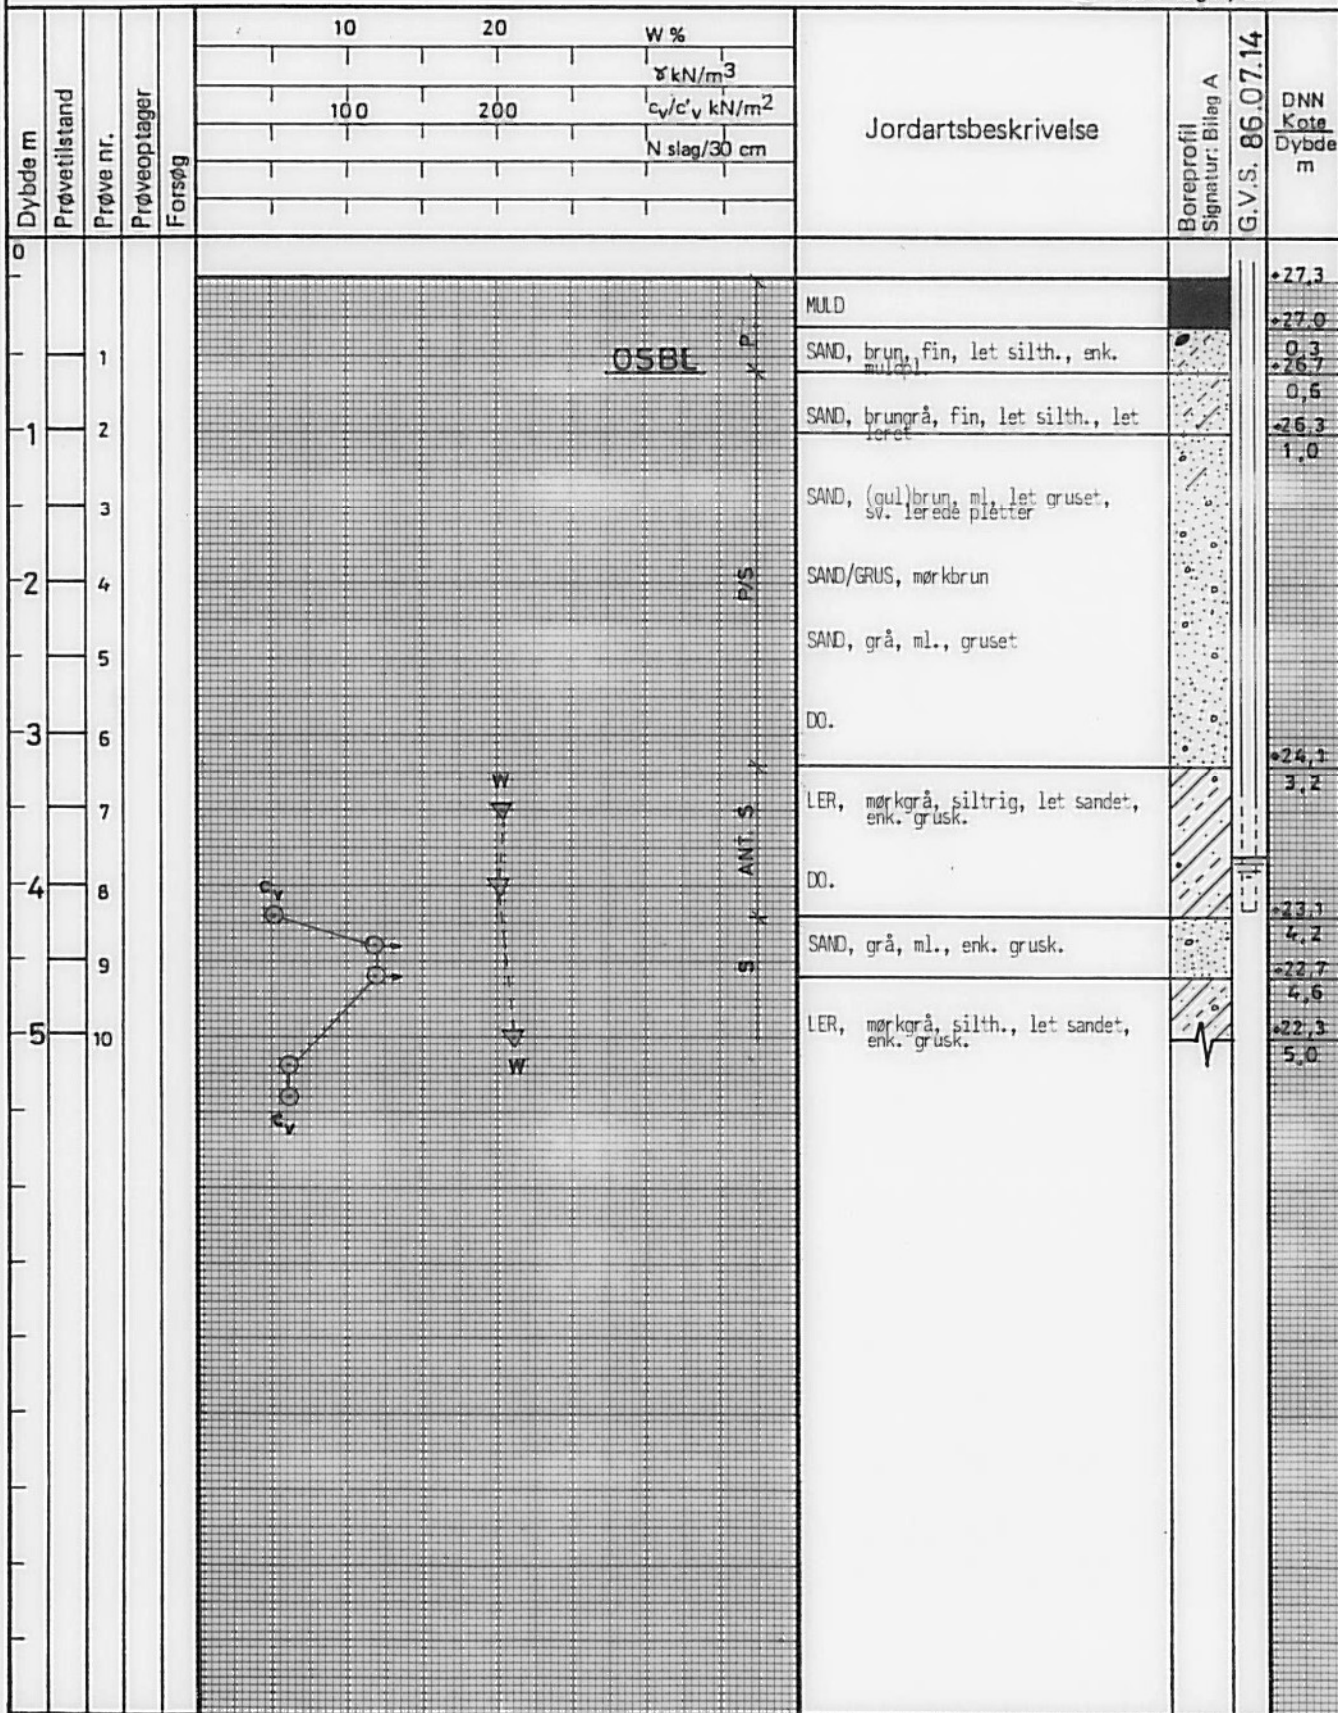 10 20 W %
γ kN/m3
100 200 cv/c'v kN/m2
N slag/30 cm
Dybde m
Prøvetilstand
Prøve nr.
Prøveoptager
Forsøg
Jordartsbeskrivelse
Boreprofil
Signatur: Bilag A
G.V.S. 86.07.14
DNN
Kote
Dybde
m
0
+27,3
MULD
+27,0
0,3
1
OSBL
P
SAND, brun, fin, let silth., enk.
muldpl.
+26,7
0,6
1
2
SAND, brungrå, fin, let silth., let
leret
+26,3
1,0
3
SAND, (gul)brun, ml, let gruset,
sv. lerede pletter
2
4
P/S
SAND/GRUS, mørkbrun
5
SAND, grå, ml., gruset
3
6
DO.
+24,1
3,2
W
7
ANT. S
LER, mørkgrå, siltrig, let sandet,
enk. grusk.
4
8
cv
DO.
+23,1
4,2
9
S
SAND, grå, ml., enk. grusk.
+22,7
4,6
5
10
W
LER, mørkgrå, silth., let sandet,
enk. grusk.
+22,3
5,0
cv